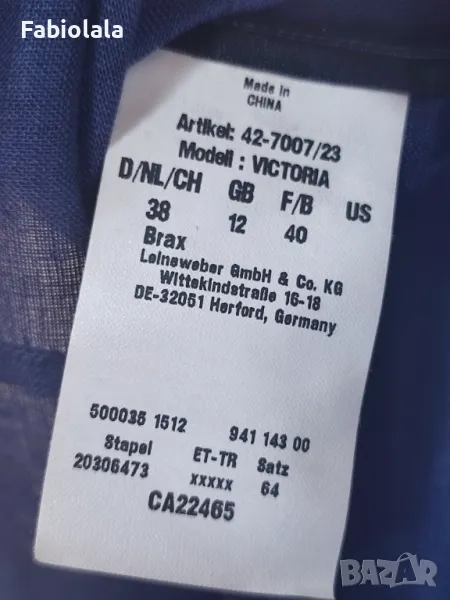 Fabiolala
Made in
CHINA
Artikel: 42-7007/23
Modell : VICTORIA
D/NL/CH GB F/B US
38 12 40
Brax
Leineweber GmbH & Co. KG
Wittekindstraße 16-18
DE-32051 Herford, Germany
500035 1512 941 143 00
Stapel ET-TR Satz
20306473 xxxxx 64
CA22465
BAZAR